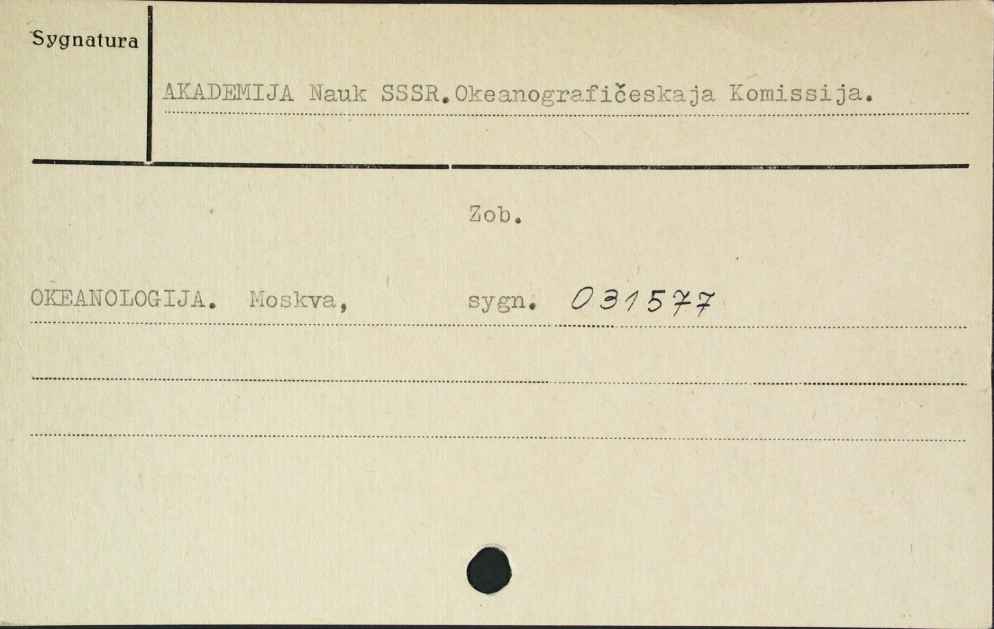 Sygnatura
AKADEMIJA Nauk SSSR.Okeanografičeskaja Komissija.
Zob.
OKEANOLOGIJA. Moskva, sygn. 031577